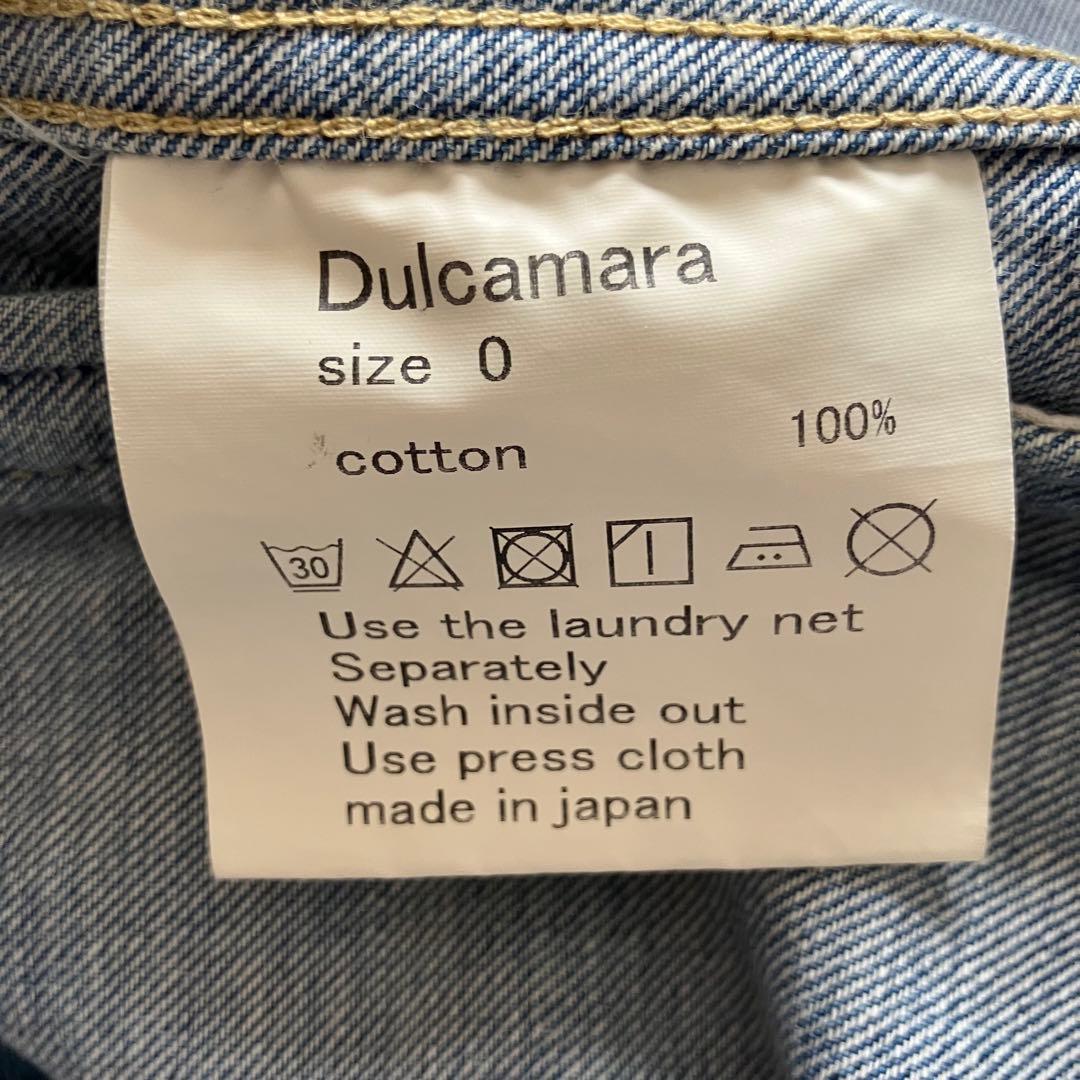 Dulcamara
size 0
cotton 100%
30
Use the laundry net
Separately
Wash inside out
Use press cloth
made in japan